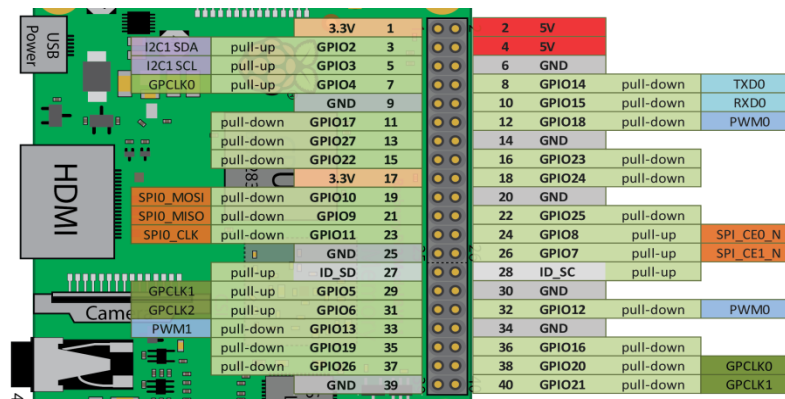 3.3V 1 2 5V
I2C1 SDA pull-up GPIO2 3 4 5V
I2C1 SCL pull-up GPIO3 5 6 GND
GPCLK0 pull-up GPIO4 7 8 GPIO14 pull-down TXD0
GND 9 10 GPIO15 pull-down RXD0
pull-down GPIO17 11 12 GPIO18 pull-down PWM0
pull-down GPIO27 13 14 GND
pull-down GPIO22 15 16 GPIO23 pull-down
3.3V 17 18 GPIO24 pull-down
SPI0_MOSI pull-down GPIO10 19 20 GND
SPI0_MISO pull-down GPIO9 21 22 GPIO25 pull-down
SPI0_CLK pull-down GPIO11 23 24 GPIO8 pull-up SPI_CE0_N
GND 25 26 GPIO7 pull-up SPI_CE1_N
pull-up ID_SD 27 28 ID_SC pull-up
GPCLK1 pull-up GPIO5 29 30 GND
GPCLK2 pull-up GPIO6 31 32 GPIO12 pull-down PWM0
PWM1 pull-down GPIO13 33 34 GND
pull-down GPIO19 35 36 GPIO16 pull-down
pull-down GPIO26 37 38 GPIO20 pull-down GPCLK0
GND 39 40 GPIO21 pull-down GPCLK1
USB
Power
HDMI
Came